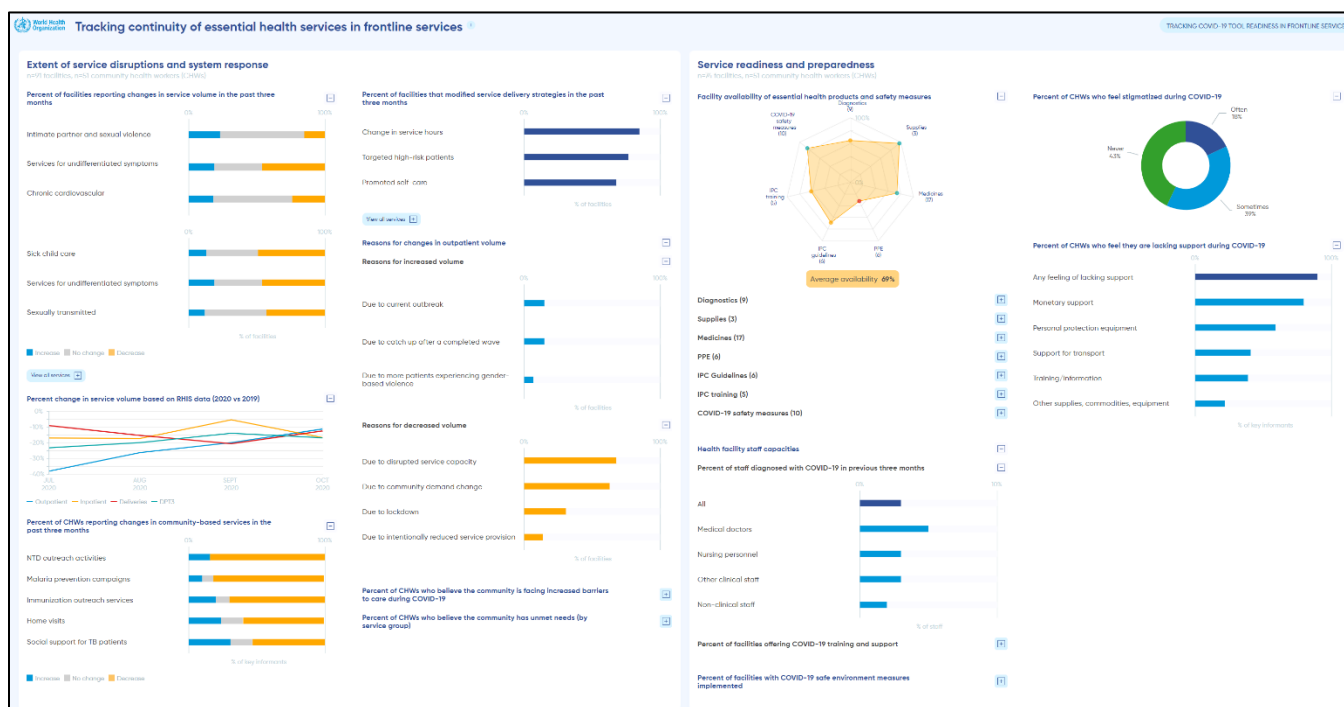 World Health
Organization
Tracking continuity of essential health services in frontline services
TRACKING COVID-19 TOOL READINESS IN FRONTLINE SERVICE
Extent of service disruptions and system response
community health workers (CHWs)
Percent of facilities reporting changes in service volume in the past three
months
0%
100%
Intimate partner and sexual violence
Services for undifferentiated symptoms
Chronic cardiovascular
0%
100%
Sick child care
Services for undifferentiated symptoms
Sexually transmitted
% of facilities
Increase No change Decrease
View all services
Percent change in service volume based on RHIS data (2020 vs 2019)
0%
-10%
-20%
-30%
-40%
JUL
2020
AUG
2020
SEPT
2020
OCT
2020
Outpatient Inpatient Deliveries DPT3
Percent of CHWs reporting changes in community-based services in the
past three months
0%
100%
NTD outreach activities
Malaria prevention campaigns
Immunization outreach services
Home visits
Social support for TB patients
% of key informants
Increase No change Decrease
Percent of facilities that modified service delivery strategies in the past
three months
0%
100%
Change in service hours
Targeted high-risk patients
Promoted self-care
% of facilities
View all services
Reasons for changes in outpatient volume
Reasons for increased volume
0%
100%
Due to current outbreak
Due to catch up after a completed wave
Due to more patients experiencing gender-
based violence
% of facilities
Reasons for decreased volume
0%
100%
Due to disrupted service capacity
Due to community demand change
Due to lockdown
Due to intentionally reduced service provision
% of facilities
Percent of CHWs who believe the community is facing increased barriers
to care during COVID-19
Percent of CHWs who believe the community has unmet needs (by
service group)
Service readiness and preparedness
community health workers (CHWs)
Facility availability of essential health products and safety measures
Diagnostics
(9)
100%
0%
Supplies
(3)
Medicines
(17)
PPE
(6)
IPC
guidelines
(6)
IPC
training
(5)
COVID-19
safety
measures
(10)
Average availability 69%
Diagnostics (9)
Supplies (3)
Medicines (17)
PPE (6)
IPC Guidelines (6)
IPC training (5)
COVID-19 safety measures (10)
Health facility staff capacities
Percent of staff diagnosed with COVID-19 in previous three months
0%
All
Medical doctors
Nursing personnel
Other clinical staff
Non-clinical staff
% of staff
Percent of facilities offering COVID-19 training and support
Percent of facilities with COVID-19 safe environment measures
implemented
Percent of CHWs who feel stigmatized during COVID-19
Often
18%
Never
43%
Sometimes
39%
Percent of CHWs who feel they are lacking support during COVID-19
0%
100%
Any feeling of lacking support
Monetary support
Personal protection equipment
Support for transport
Training/information
Other supplies, commodities, equipment
% of key informants